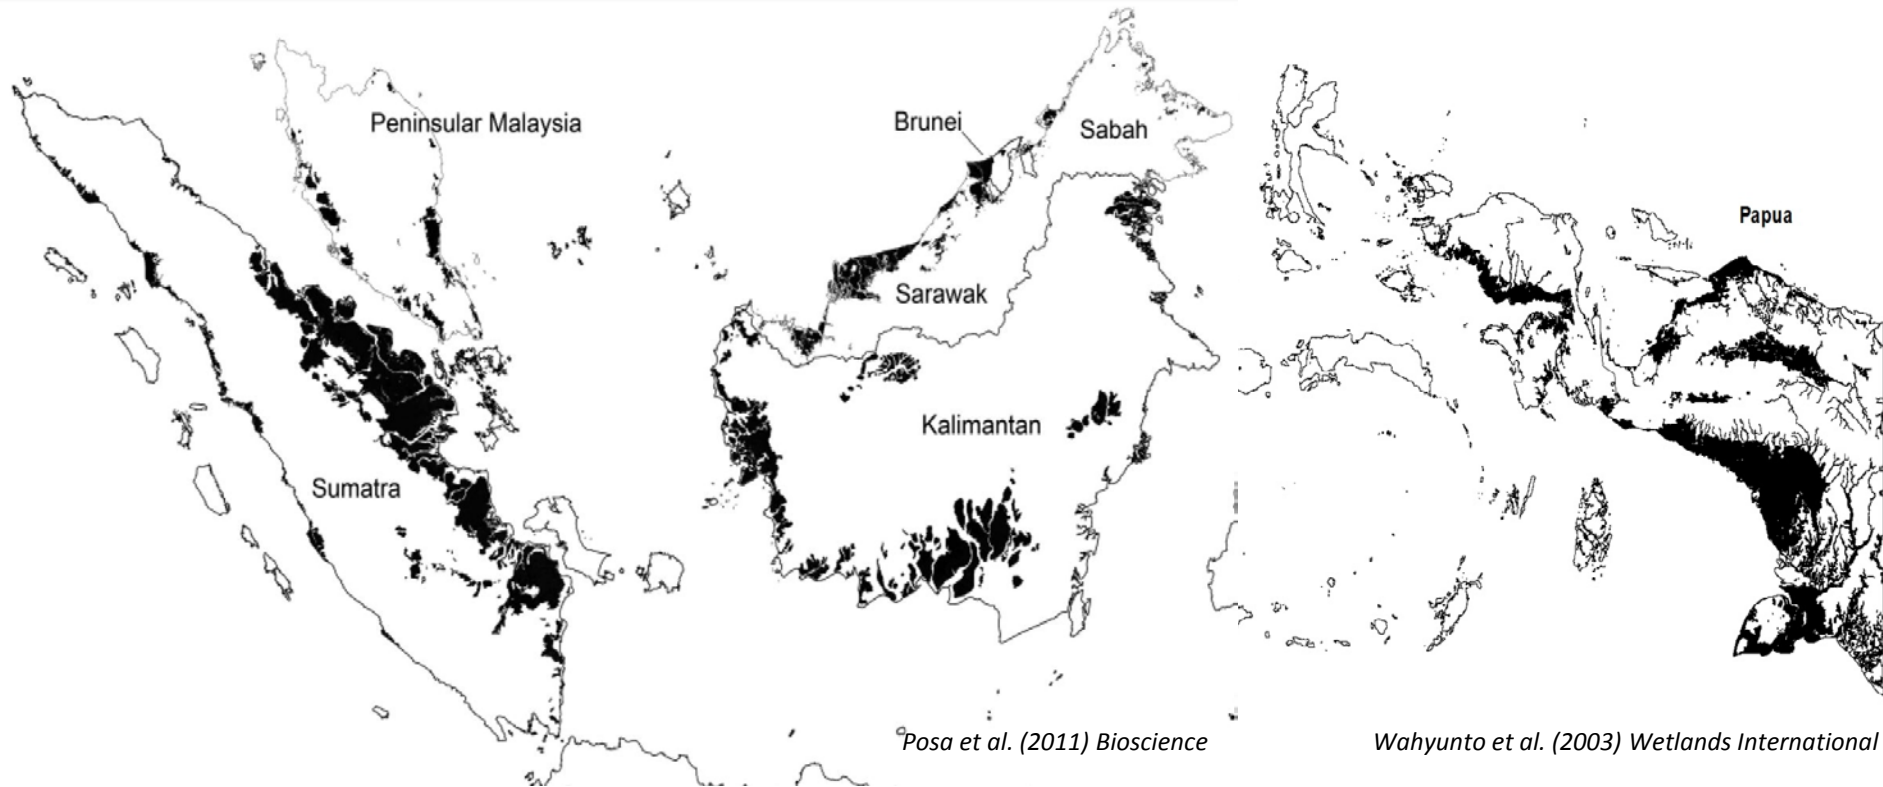 Peninsular Malaysia
Brunei
Sabah
Papua
Sarawak
Kalimantan
Sumatra
Posa et al. (2011) Bioscience
Wahyunto et al. (2003) Wetlands International